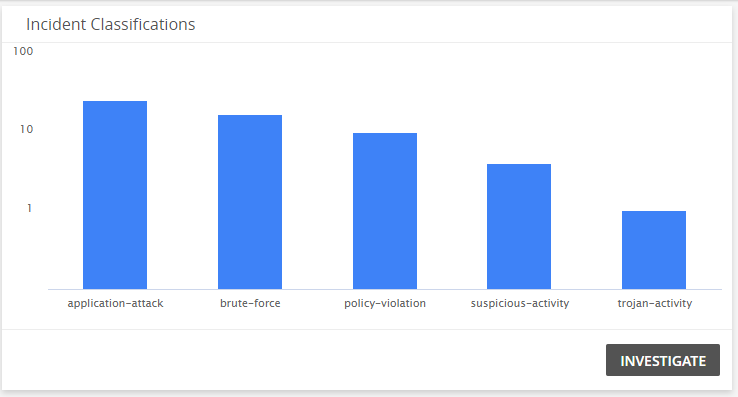 Incident Classifications
100
10
1
application-attack brute-force policy-violation suspicious-activity trojan-activity
INVESTIGATE